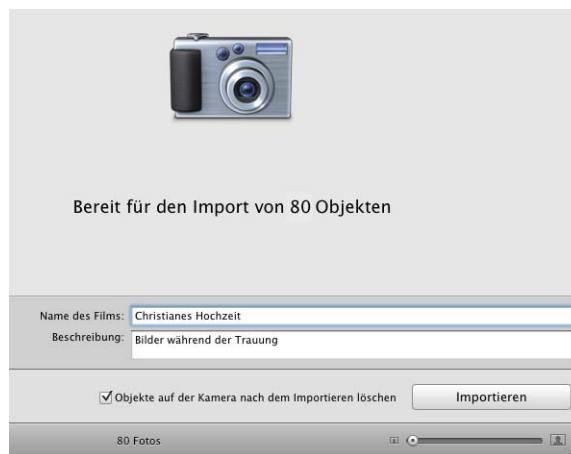 Bereit für den Import von 80 Objekten
Name des Films: Christianes Hochzeit
Beschreibung: Bilder während der Trauung
Objekte auf der Kamera nach dem Importieren löschen Importieren
80 Fotos